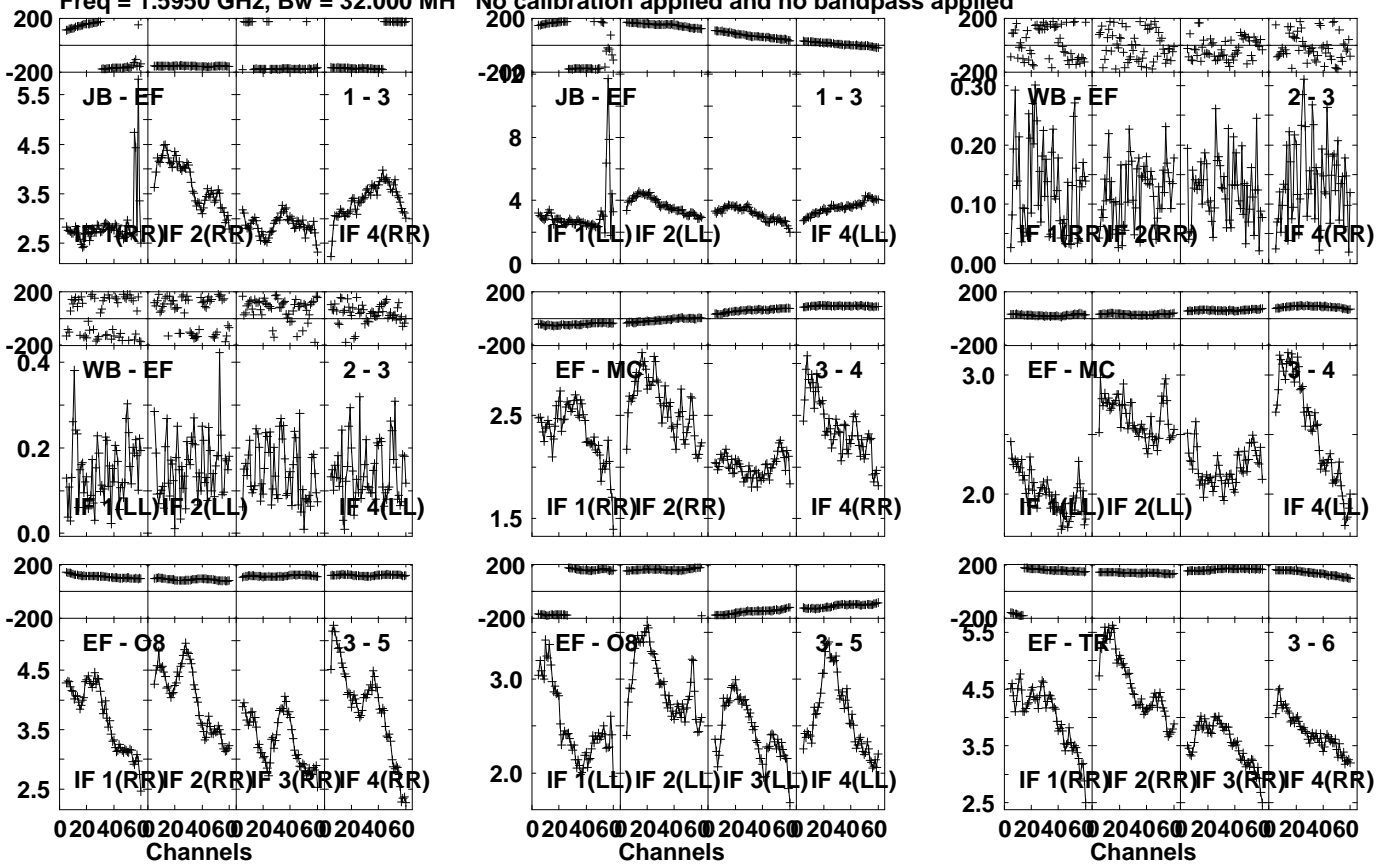 Freq = 1.5950 GHz, Bw = 32.000 MH No calibration applied and no bandpass applied
200
-200
5.5
4.5
3.5
2.5
JB - EF
1 - 3
IF 1(RR)
IF 2(RR)
IF 4(RR)
200
-200
12
8
4
0
JB - EF
1 - 3
IF 1(LL)
IF 2(LL)
IF 4(LL)
200
-200
0.30
0.20
0.10
0.00
WB - EF
2 - 3
IF 1(RR)
IF 2(RR)
IF 4(RR)
200
-200
0.4
0.2
0.0
WB - EF
2 - 3
IF 1(LL)
IF 2(LL)
IF 4(LL)
200
-200
2.5
1.5
EF - MC
3 - 4
IF 1(RR)
IF 2(RR)
IF 4(RR)
200
-200
3.0
2.0
EF - MC
3 - 4
IF 1(LL)
IF 2(LL)
IF 4(LL)
200
-200
4.5
3.5
2.5
EF - O8
3 - 5
IF 1(RR)
IF 2(RR)
IF 3(RR)
IF 4(RR)
0 20 40 60 0 20 40 60 0 20 40 60 0 20 40 60
Channels
200
-200
3.0
2.0
EF - O8
3 - 5
IF 1(LL)
IF 2(LL)
IF 3(LL)
IF 4(LL)
0 20 40 60 0 20 40 60 0 20 40 60 0 20 40 60
Channels
200
-200
5.5
4.5
3.5
2.5
EF - TR
3 - 6
IF 1(RR)
IF 2(RR)
IF 3(RR)
IF 4(RR)
0 20 40 60 0 20 40 60 0 20 40 60 0 20 40 60
Channels